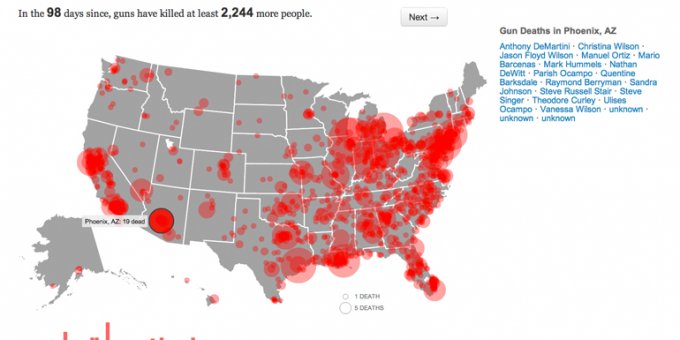 In the 98 days since, guns have killed at least 2,244 more people.
Next →
Gun Deaths in Phoenix, AZ
Anthony DeMartini · Christina Wilson ·
Jason Floyd Wilson · Manuel Ortiz · Mario
Barcenas · Mark Hummels · Nathan
DeWitt · Parish Ocampo · Quentine
Barksdale · Raymond Berryman · Sandra
Johnson · Steve Russell Stair · Steve
Singer · Theodore Curley · Ulises
Ocampo · Vanessa Wilson · unknown ·
unknown · unknown
Phoenix, AZ: 19 dead
1 DEATH
5 DEATHS